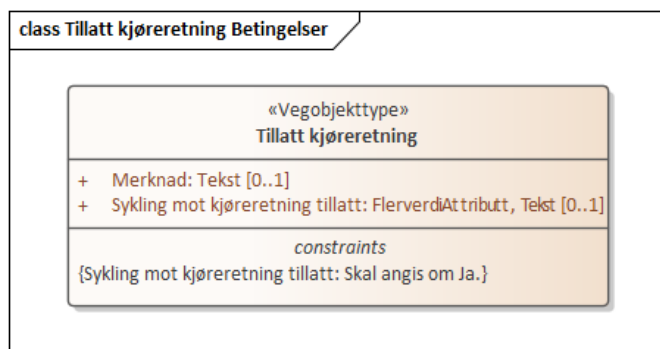 class Tillatt kjøreretning Betingelser
«Vegobjekttype»
Tillatt kjøreretning
+ Merknad: Tekst [0..1]
+ Sykling mot kjøreretning tillatt: FlerverdiAttributt, Tekst [0..1]
constraints
{Sykling mot kjøreretning tillatt: Skal angis om Ja.}